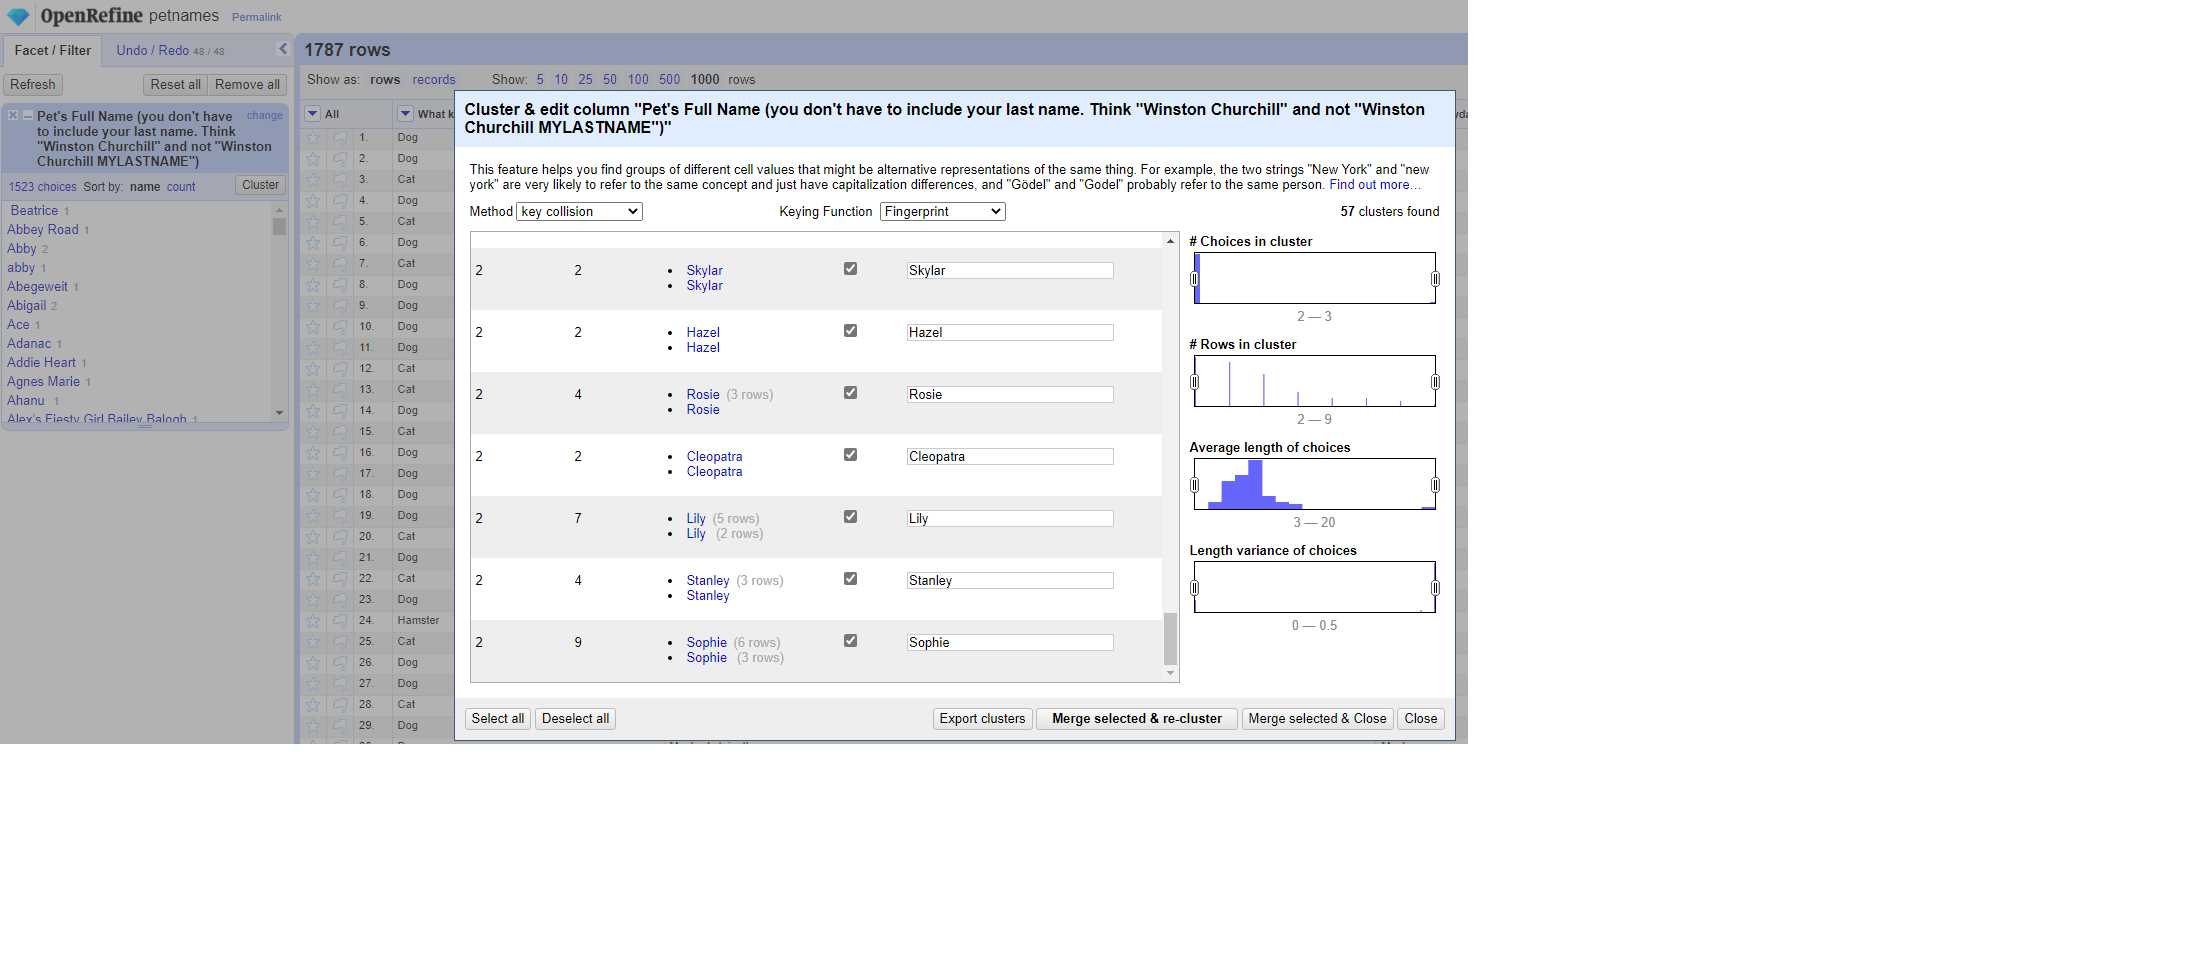 OpenRefine petnames Permalink
Facet / Filter Undo / Redo 48 / 48
1787 rows
Refresh Reset all Remove all
Show as: rows records Show: 5 10 25 50 100 500 1000 rows
Pet's Full Name (you don't have to include your last name. Think "Winston Churchill" and not "Winston Churchill MYLASTNAME") change
1523 choices Sort by: name count Cluster
Beatrice 1
Abbey Road 1
Abby 2
abby 1
Abegeweit 1
Abigail 2
Ace 1
Adanac 1
Addie Heart 1
Agnes Marie 1
Ahanu 1
Alex's Fiesty Girl Bailey Balogh 1
All What k
1. Dog
2. Dog
3. Cat
4. Dog
5. Cat
6. Dog
7. Cat
8. Dog
9. Dog
10. Dog
11. Dog
12. Cat
13. Cat
14. Dog
15. Cat
16. Dog
17. Dog
18. Dog
19. Dog
20. Cat
21. Dog
22. Cat
23. Dog
24. Hamster
25. Cat
26. Dog
27. Dog
28. Cat
29. Dog
Cluster & edit column "Pet's Full Name (you don't have to include your last name. Think "Winston Churchill" and not "Winston
Churchill MYLASTNAME")"
This feature helps you find groups of different cell values that might be alternative representations of the same thing. For example, the two strings "New York" and "new
york" are very likely to refer to the same concept and just have capitalization differences, and "Gödel" and "Godel" probably refer to the same person. Find out more...
Method key collision Keying Function Fingerprint 57 clusters found
2 2 Skylar Skylar
Skylar
2 2 Hazel Hazel
Hazel
2 4 Rosie (3 rows) Rosie
Rosie
2 2 Cleopatra Cleopatra
Cleopatra
2 7 Lily (5 rows) Lily
Lily (2 rows)
2 4 Stanley (3 rows) Stanley
Stanley
2 9 Sophie (6 rows) Sophie
Sophie (3 rows)
# Choices in cluster
2 — 3
# Rows in cluster
2 — 9
Average length of choices
3 — 20
Length variance of choices
0 — 0.5
Select all Deselect all Export clusters Merge selected & re-cluster Merge selected & Close Close